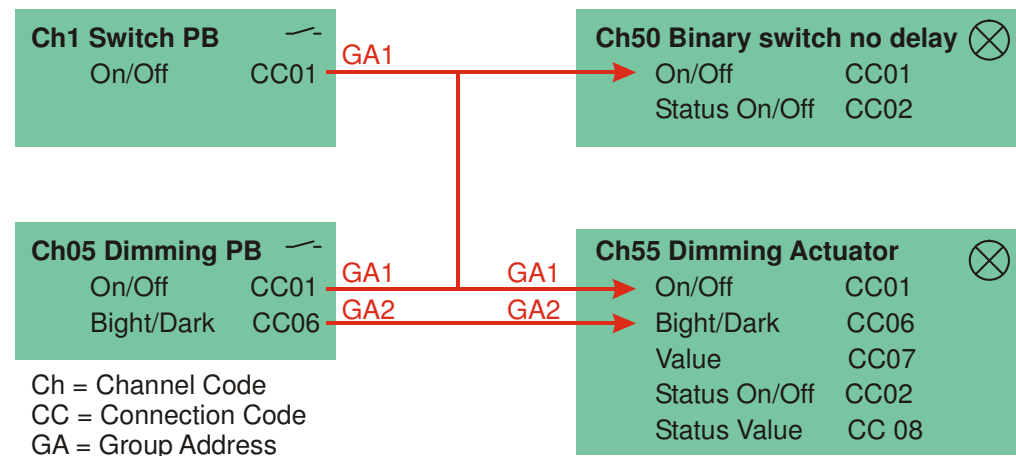 Ch1 Switch PB
On/Off CC01
GA1
Ch50 Binary switch no delay
On/Off CC01
Status On/Off CC02
Ch05 Dimming PB
On/Off CC01
Bight/Dark CC06
GA1 GA1
GA2 GA2
Ch55 Dimming Actuator
On/Off CC01
Bight/Dark CC06
Value CC07
Status On/Off CC02
Status Value CC 08
Ch = Channel Code
CC = Connection Code
GA = Group Address